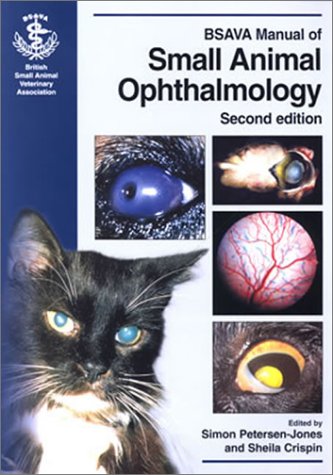 BSAVA
British
Small Animal
Veterinary
Association
BSAVA Manual of
Small Animal
Ophthalmology
Second edition
Edited by
Simon Petersen-Jones
and Sheila Crispin